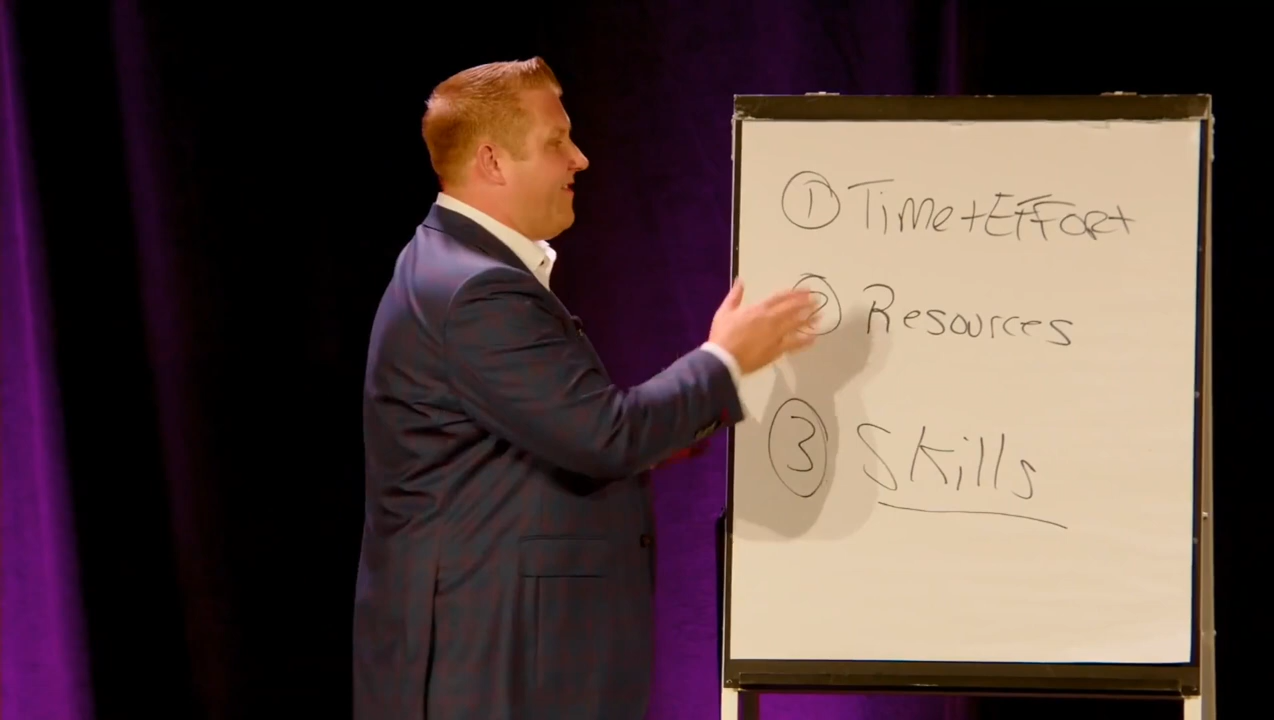 ① Time+EFFORt
② Resources
③ Skills